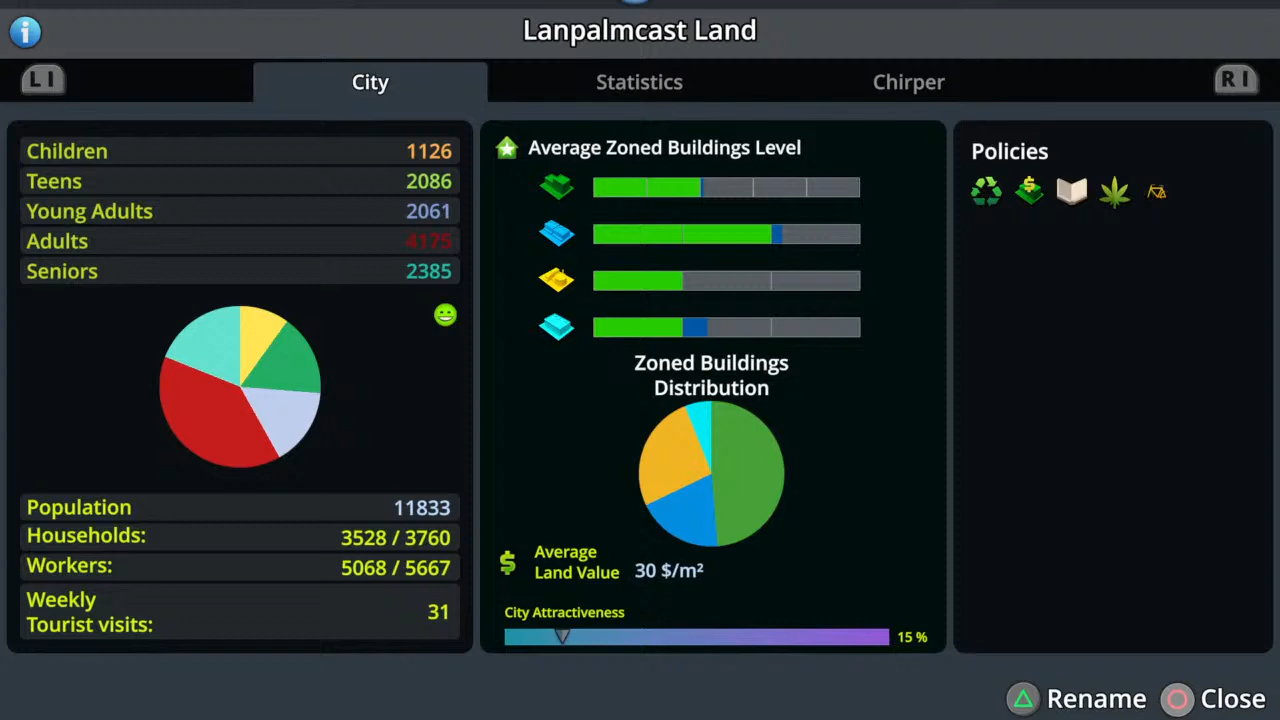 Lanpalmcast Land
L1
City
Statistics
Chirper
R1
Children 1126
Teens 2086
Young Adults 2061
Adults 4175
Seniors 2385
Population 11833
Households: 3528 / 3760
Workers: 5068 / 5667
Weekly
Tourist visits: 31
Average Zoned Buildings Level
Zoned Buildings
Distribution
Average
Land Value 30 $/m²
City Attractiveness
15 %
Policies
Rename
Close